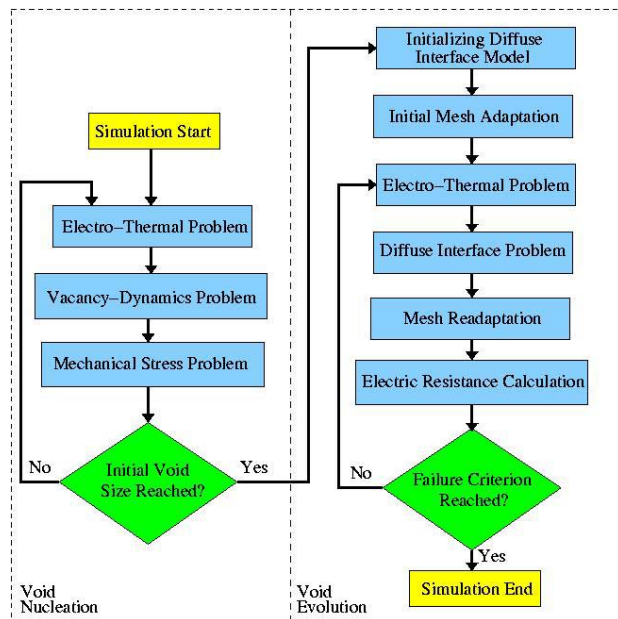 Simulation Start
Electro–Thermal Problem
Vacancy–Dynamics Problem
Mechanical Stress Problem
Initial Void
Size Reached?
No
Yes
Void
Nucleation
Initializing Diffuse
Interface Model
Initial Mesh Adaptation
Electro–Thermal Problem
Diffuse Interface Problem
Mesh Readaptation
Electric Resistance Calculation
Failure Criterion
Reached?
No
Yes
Simulation End
Void
Evolution